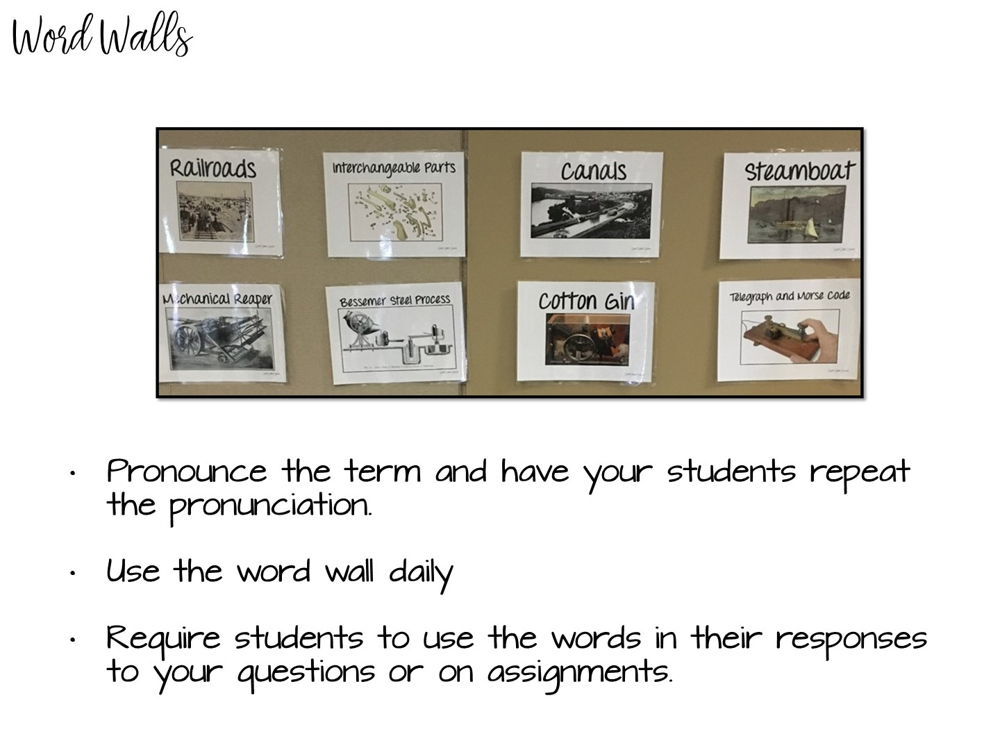 Word Walls
Railroads
Interchangeable Parts
Canals
Steamboat
Mechanical Reaper
Bessemer Steel Process
Cotton Gin
Telegraph and Morse Code
• Pronounce the term and have your students repeat
the pronunciation.
• Use the word wall daily
• Require students to use the words in their responses
to your questions or on assignments.